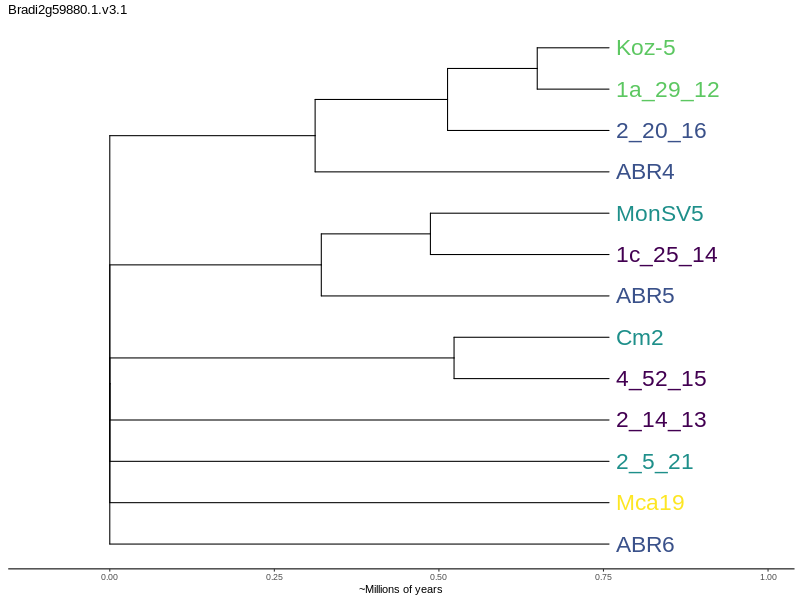 Bradi2g59880.1.v3.1
Koz-5
1a_29_12
2_20_16
ABR4
MonSV5
1c_25_14
ABR5
Cm2
4_52_15
2_14_13
2_5_21
Mca19
ABR6
0.00 0.25 0.50 0.75 1.00
~Millions of years